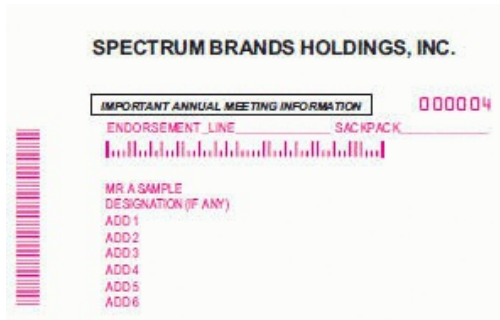 SPECTRUM BRANDS HOLDINGS, INC.
IMPORTANT ANNUAL MEETING INFORMATION
000004
ENDORSEMENT_LINE______________ SACKPACK______________
MR A SAMPLE
DESIGNATION (IF ANY)
ADD 1
ADD 2
ADD 3
ADD 4
ADD 5
ADD 6